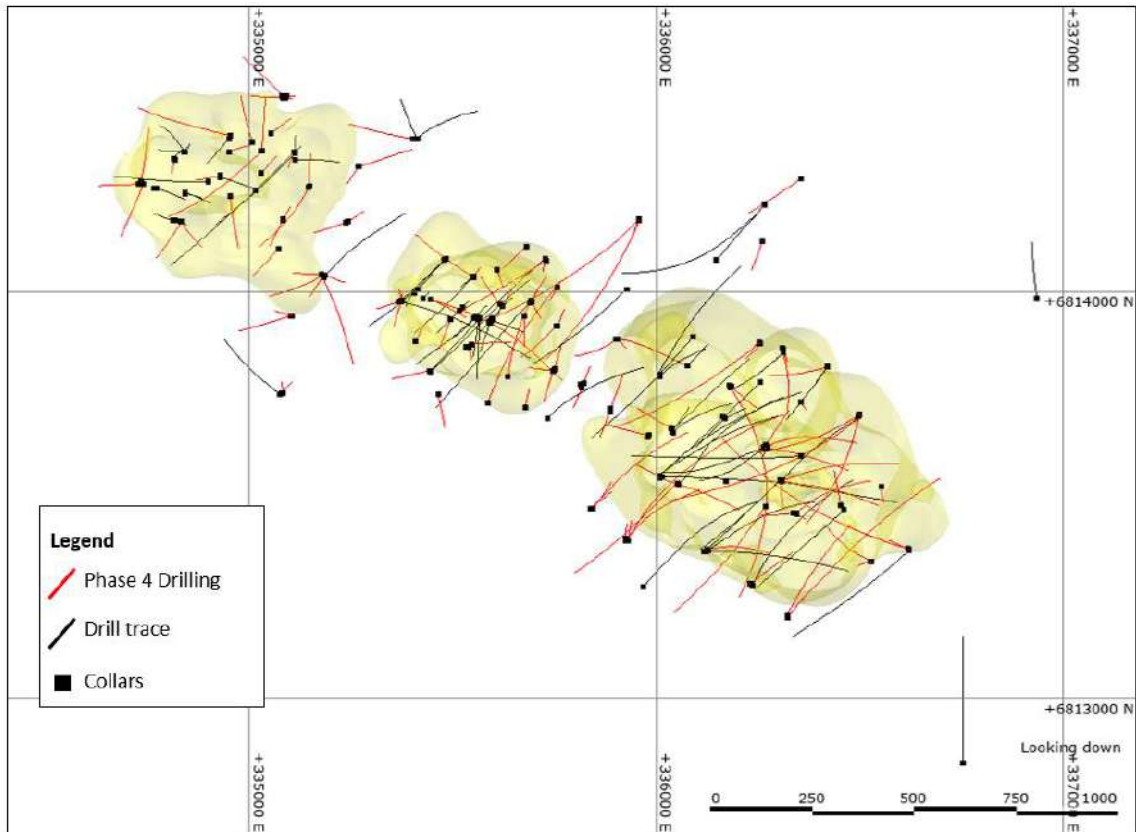 +335000 E
+336000 E
+337000 E
+6814000 N
Legend
Phase 4 Drilling
Drill trace
Collars
+6813000 N
Looking down
+335000 E
+336000 E
+337000 E
0 250 500 750 1000